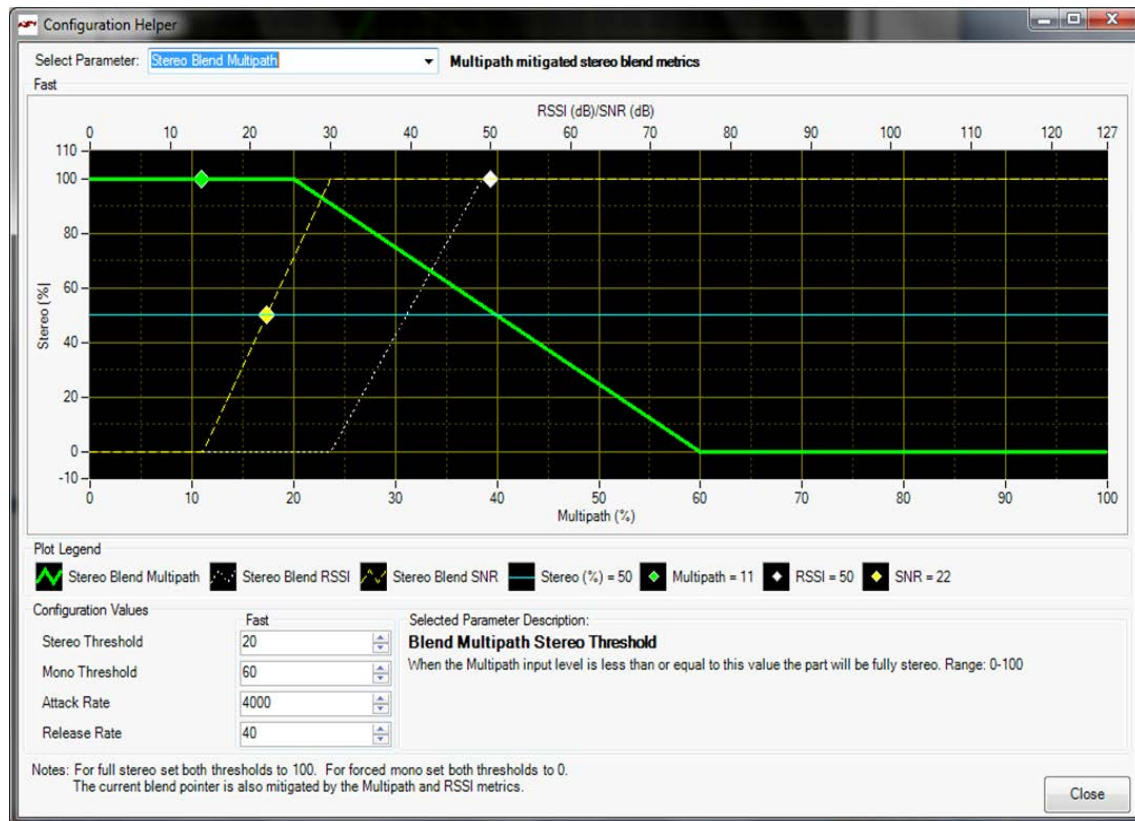 Configuration Helper
Select Parameter: Stereo Blend Multipath Multipath mitigated stereo blend metrics
Fast
RSSI (dB)/SNR (dB)
0 10 20 30 40 50 60 70 80 90 100 110 120 127
110
100
80
60
40
20
0
-10
Stereo (%)
0 10 20 30 40 50 60 70 80 90 100
Multipath (%)
Plot Legend
Stereo Blend Multipath Stereo Blend RSSI Stereo Blend SNR Stereo (%) = 50 Multipath = 11 RSSI = 50 SNR = 22
Configuration Values
Fast
Stereo Threshold 20
Mono Threshold 60
Attack Rate 4000
Release Rate 40
Selected Parameter Description:
Blend Multipath Stereo Threshold
When the Multipath input level is less than or equal to this value the part will be fully stereo. Range: 0-100
Notes: For full stereo set both thresholds to 100. For forced mono set both thresholds to 0.
The current blend pointer is also mitigated by the Multipath and RSSI metrics.
Close